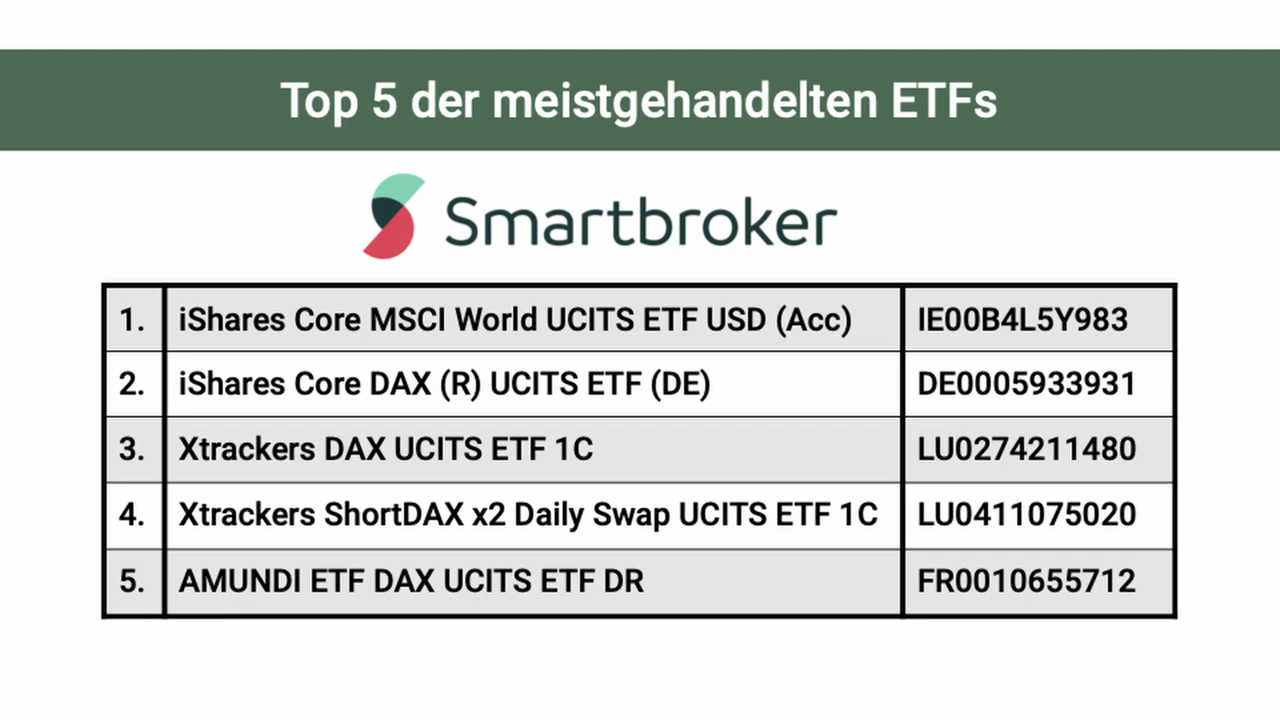 Top 5 der meistgehandelten ETFs
Smartbroker
1. iShares Core MSCI World UCITS ETF USD (Acc) IE00B4L5Y983
2. iShares Core DAX (R) UCITS ETF (DE) DE0005933931
3. Xtrackers DAX UCITS ETF 1C LU0274211480
4. Xtrackers ShortDAX x2 Daily Swap UCITS ETF 1C LU0411075020
5. AMUNDI ETF DAX UCITS ETF DR FR0010655712